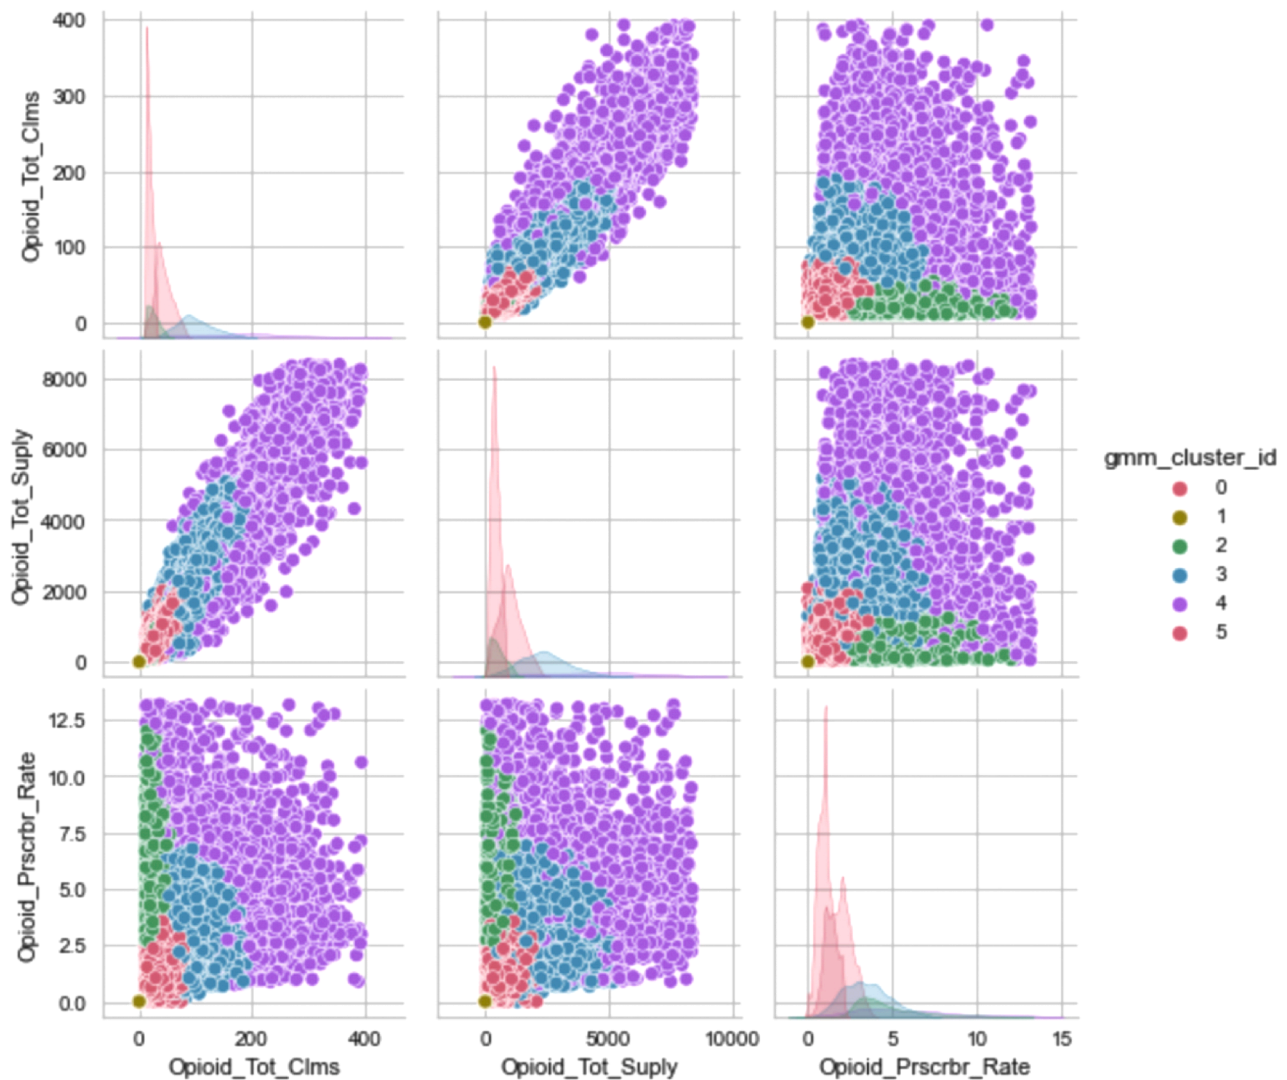 400
300
200
100
0
Opioid_Tot_Clms
8000
6000
4000
2000
0
Opioid_Tot_Suply
gmm_cluster_id
0
1
2
3
4
5
12.5
10.0
7.5
5.0
2.5
0.0
Opioid_Prscrbr_Rate
0 200 400
0 5000 10000
0 5 10 15
Opioid_Tot_Clms
Opioid_Tot_Suply
Opioid_Prscrbr_Rate